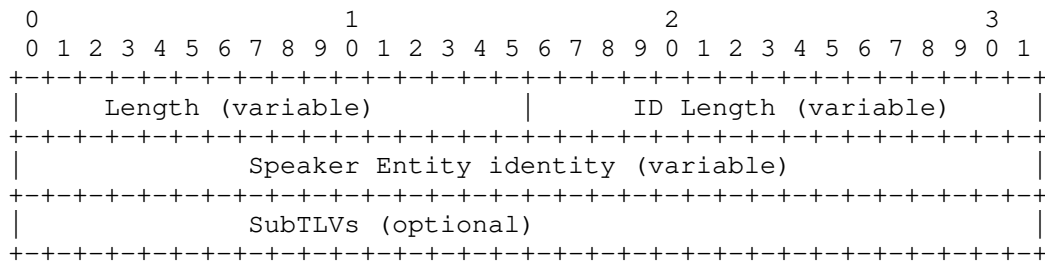 0                   1                   2                   3
 0 1 2 3 4 5 6 7 8 9 0 1 2 3 4 5 6 7 8 9 0 1 2 3 4 5 6 7 8 9 0 1
+-+-+-+-+-+-+-+-+-+-+-+-+-+-+-+-+-+-+-+-+-+-+-+-+-+-+-+-+-+-+-+-+
|     Length (variable)         |      ID Length (variable)     |
+-+-+-+-+-+-+-+-+-+-+-+-+-+-+-+-+-+-+-+-+-+-+-+-+-+-+-+-+-+-+-+-+
|              Speaker Entity identity (variable)               |
+-+-+-+-+-+-+-+-+-+-+-+-+-+-+-+-+-+-+-+-+-+-+-+-+-+-+-+-+-+-+-+-+
|              SubTLVs (optional)                               |
+-+-+-+-+-+-+-+-+-+-+-+-+-+-+-+-+-+-+-+-+-+-+-+-+-+-+-+-+-+-+-+-+